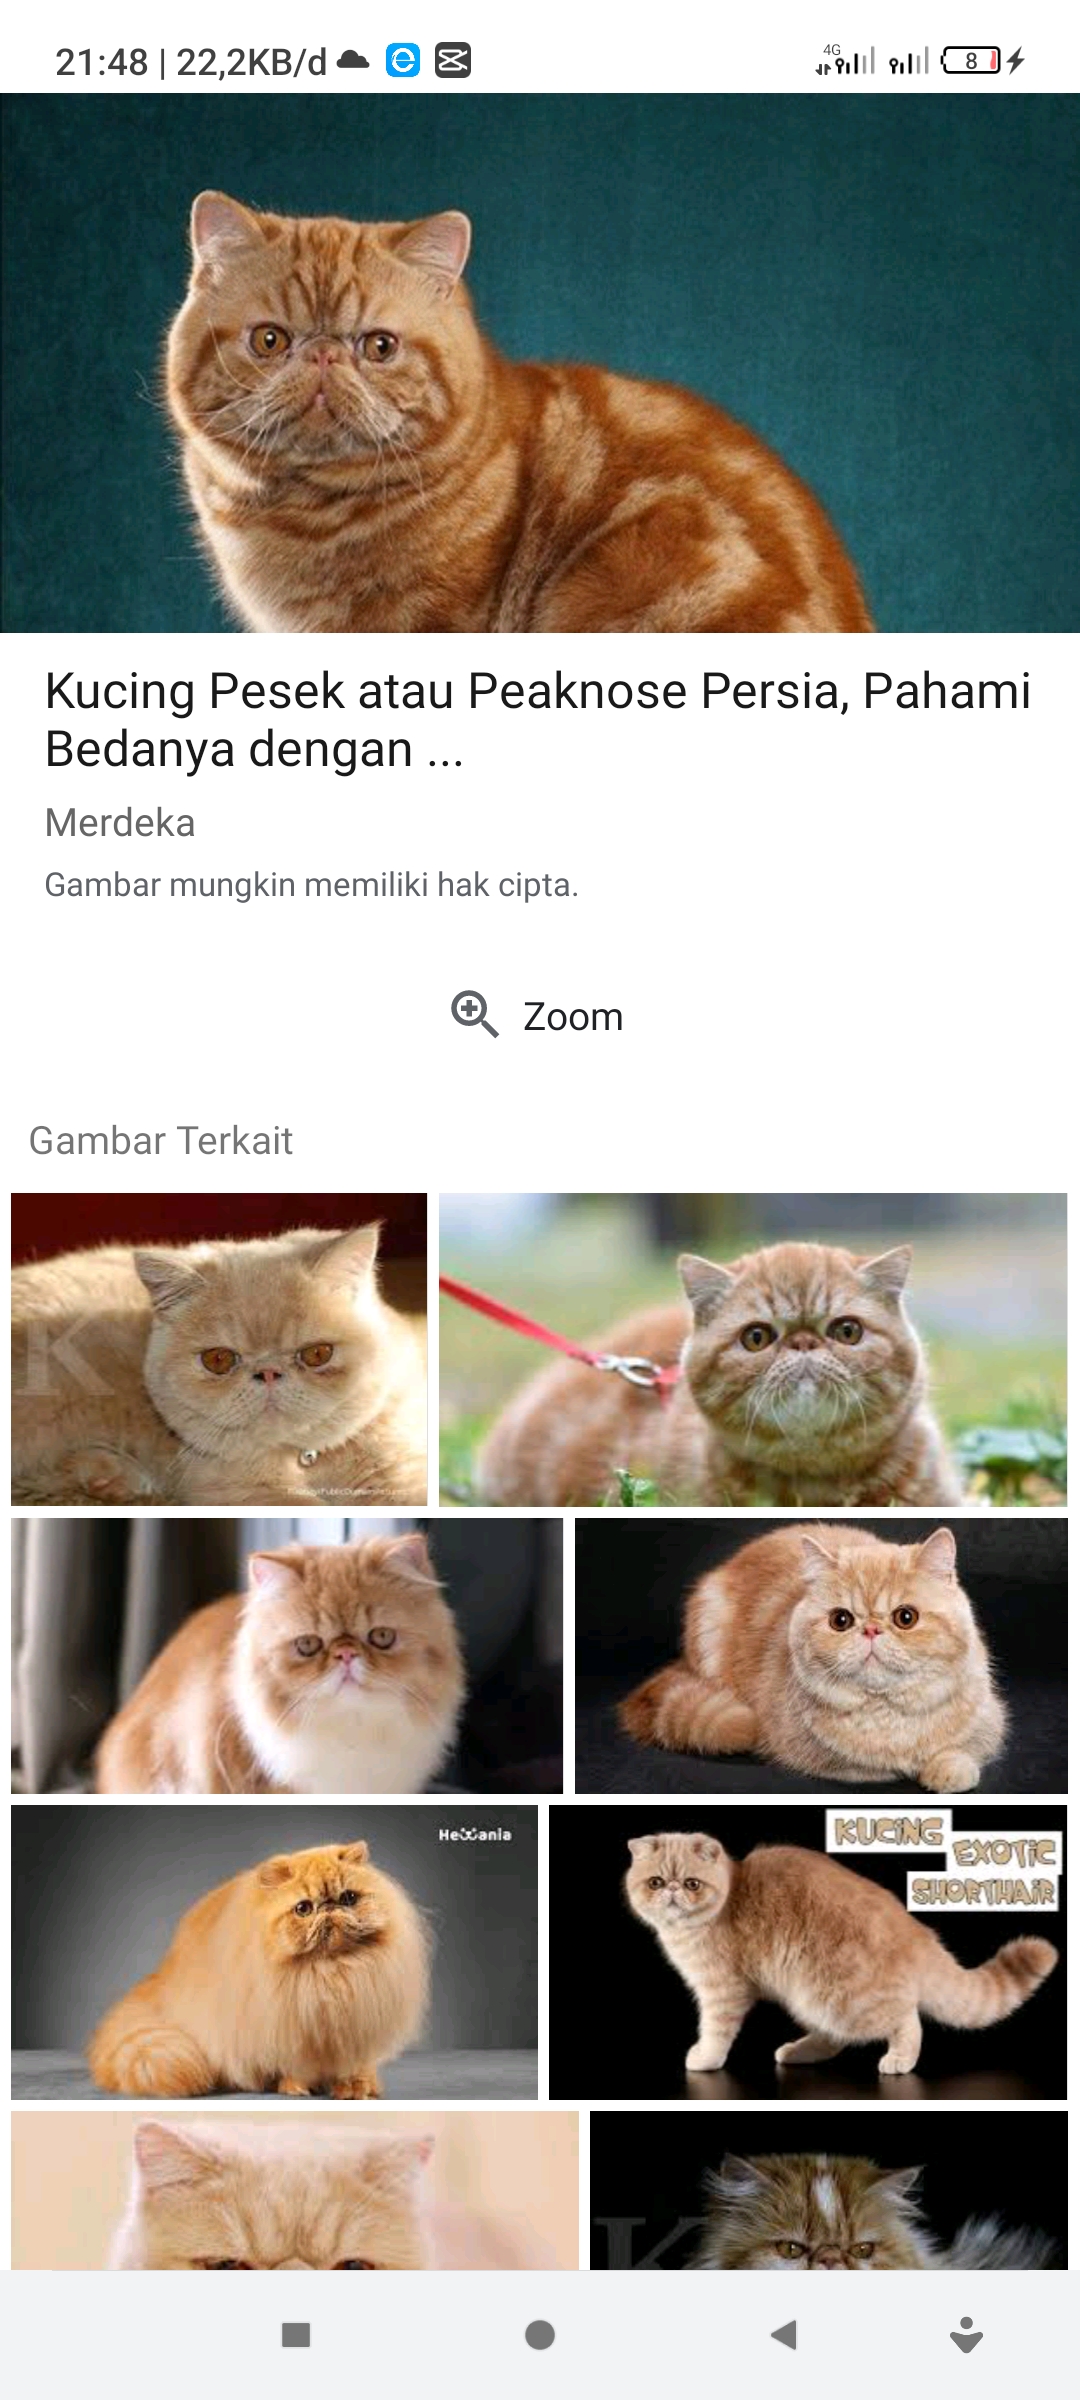 21:48 | 22,2KB/d
4G
8
Kucing Pesek atau Peaknose Persia, Pahami
Bedanya dengan ...
Merdeka
Gambar mungkin memiliki hak cipta.
Zoom
Gambar Terkait
K
KUCING
EXOTIC
SHORTHAIR
K